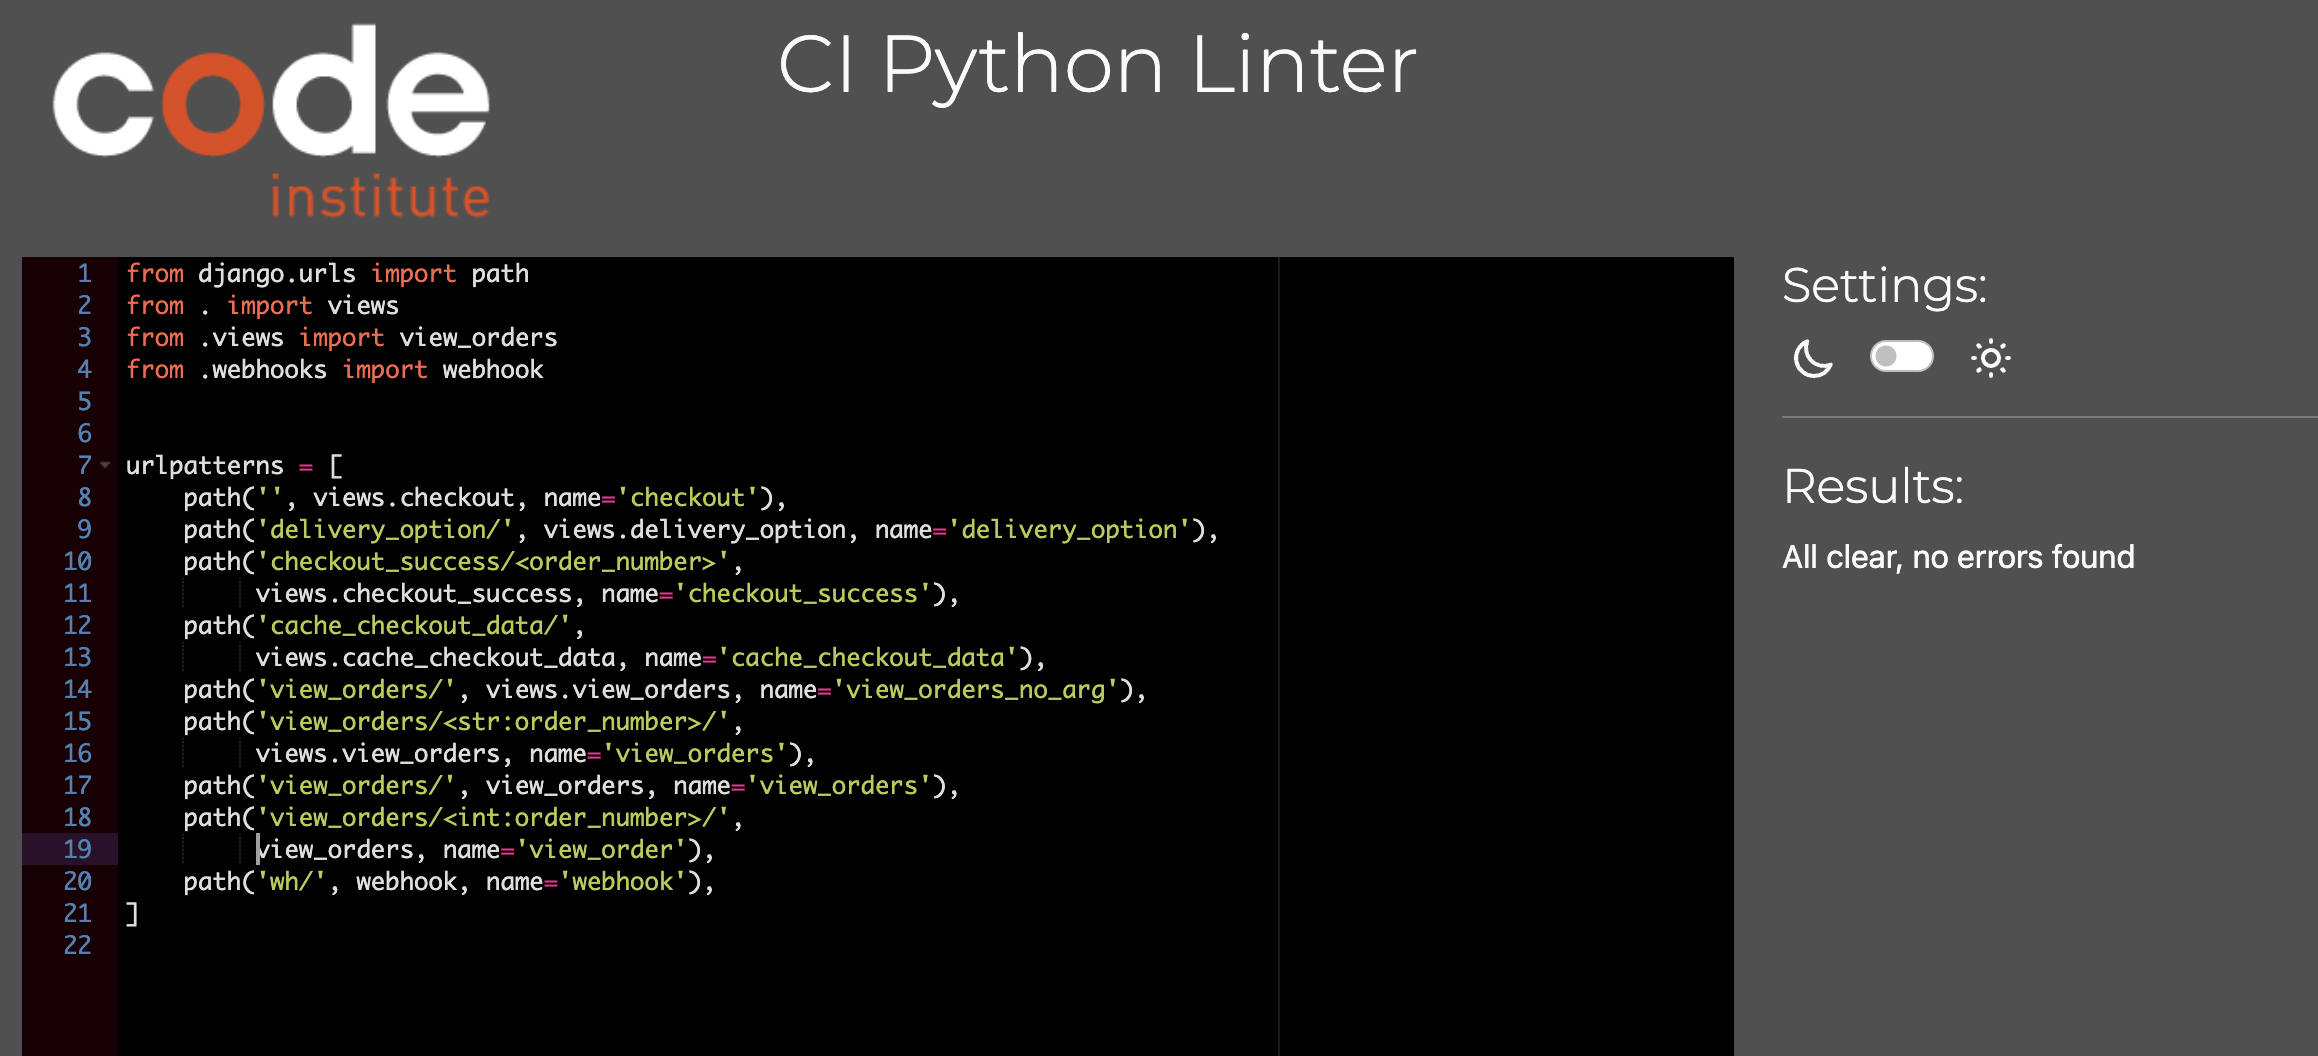 code
institute
CI Python Linter
1 from django.urls import path
2 from . import views
3 from .views import view_orders
4 from .webhooks import webhook
5
6
7 urlpatterns = [
8     path('', views.checkout, name='checkout'),
9     path('delivery_option/', views.delivery_option, name='delivery_option'),
10     path('checkout_success/<order_number>',
11          views.checkout_success, name='checkout_success'),
12     path('cache_checkout_data/',
13          views.cache_checkout_data, name='cache_checkout_data'),
14     path('view_orders/', views.view_orders, name='view_orders_no_arg'),
15     path('view_orders/<str:order_number>/',
16          views.view_orders, name='view_orders'),
17     path('view_orders/', view_orders, name='view_orders'),
18     path('view_orders/<int:order_number>/',
19          view_orders, name='view_order'),
20     path('wh/', webhook, name='webhook'),
21 ]
22
Settings:
Results:
All clear, no errors found